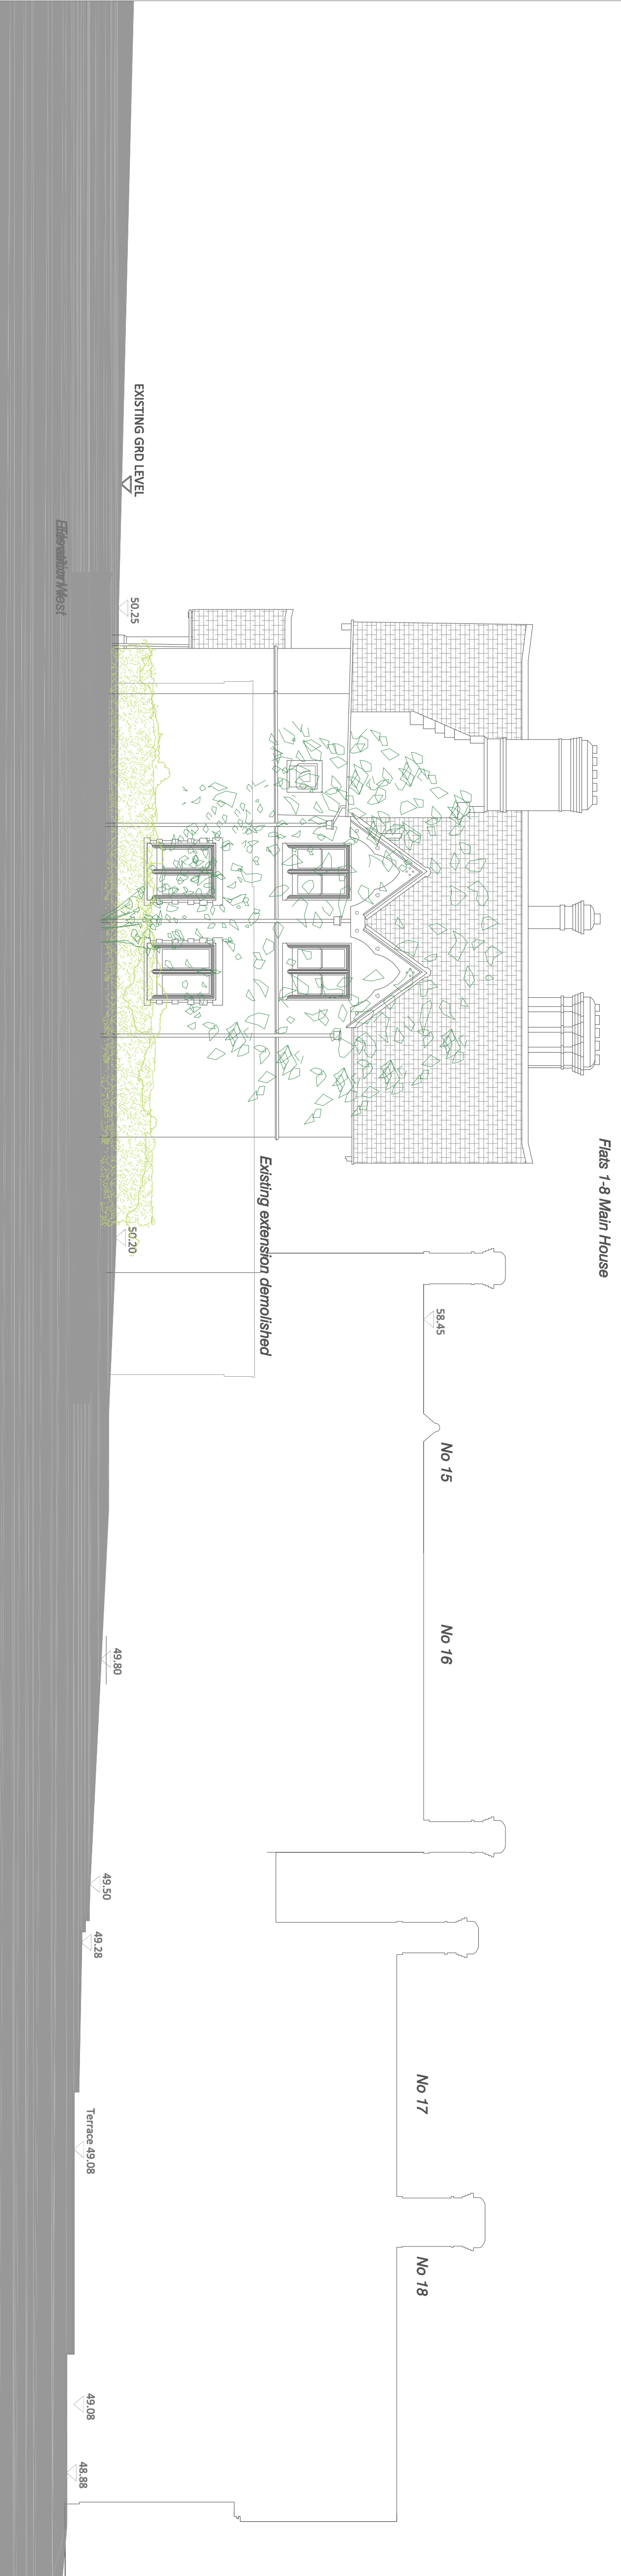 Flats 1-8 Main House
EXISTING GRD LEVEL
50.25
Existing extension demolished
50.20
58.45
No 15
No 16
49.80
49.50
49.28
No 17
Terrace 49.08
No 18
49.08
48.88